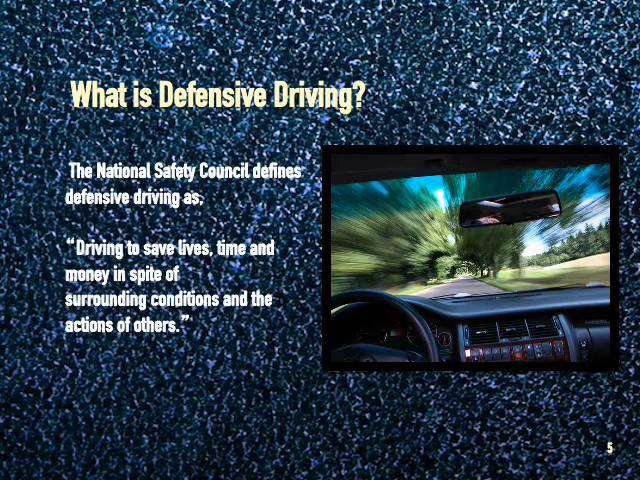 What is Defensive Driving?
The National Safety Council defines
defensive driving as,
“Driving to save lives, time and
money in spite of
surrounding conditions and the
actions of others.”
5